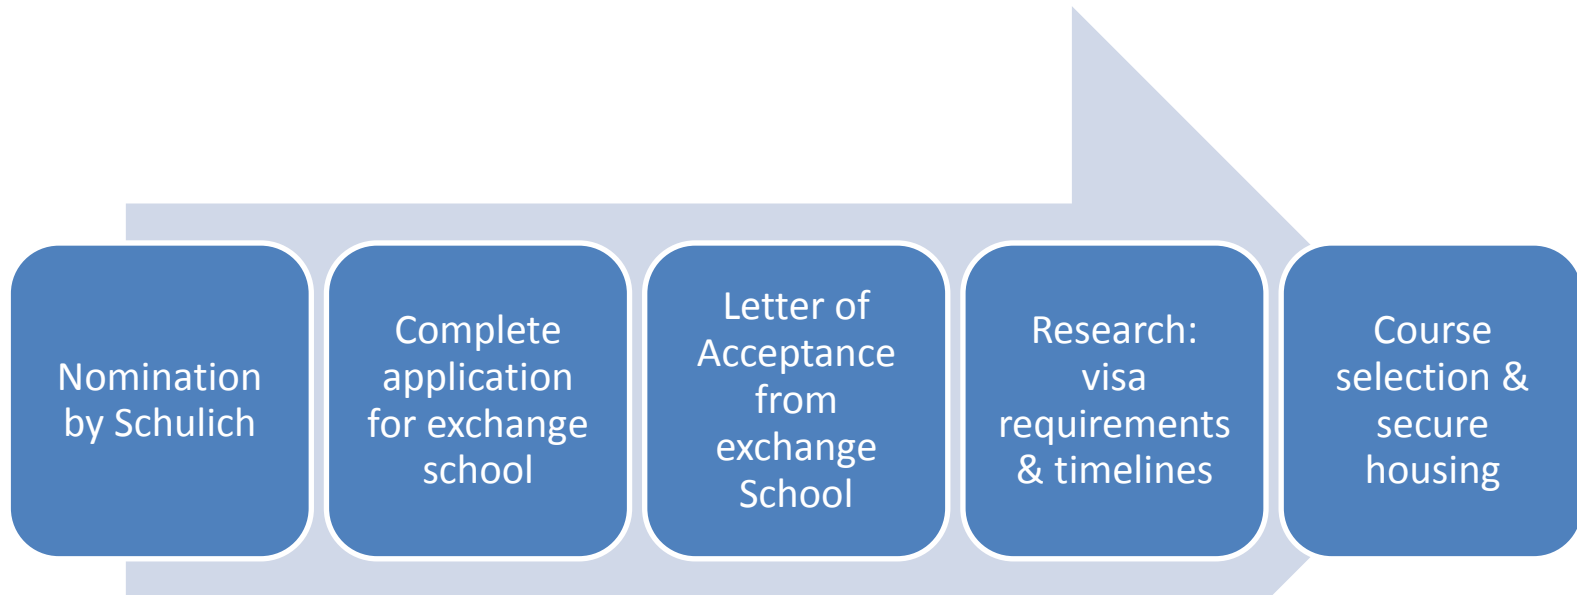 Nomination
by Schulich
Complete
application
for exchange
school
Letter of
Acceptance
from
exchange
School
Research:
visa
requirements
& timelines
Course
selection &
secure
housing